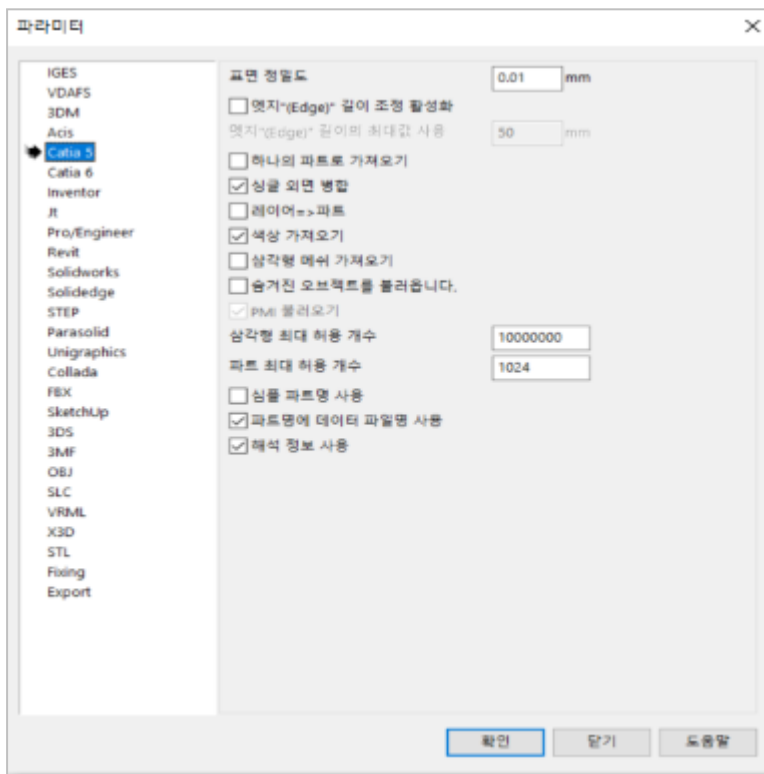 파라미터
IGES
VDAFS
3DM
Acis
Catia 5
Catia 6
Inventor
Jt
Pro/Engineer
Revit
Solidworks
Solidedge
STEP
Parasolid
Unigraphics
Collada
FBX
SketchUp
3DS
3MF
OBJ
SLC
VRML
X3D
STL
Fixing
Export
표면 정밀도 0.01 mm
엣지"(Edge)" 길이 조정 활성화
엣지"(Edge)" 길이의 최대값 사용 50 mm
하나의 파트로 가져오기
싱글 외면 병합
레이어=>파트
색상 가져오기
삼각형 메쉬 가져오기
숨겨진 오브젝트를 불러옵니다.
PMI 불러오기
삼각형 최대 허용 개수 10000000
파트 최대 허용 개수 1024
심플 파트명 사용
파트명에 데이터 파일명 사용
해석 정보 사용
확인 닫기 도움말